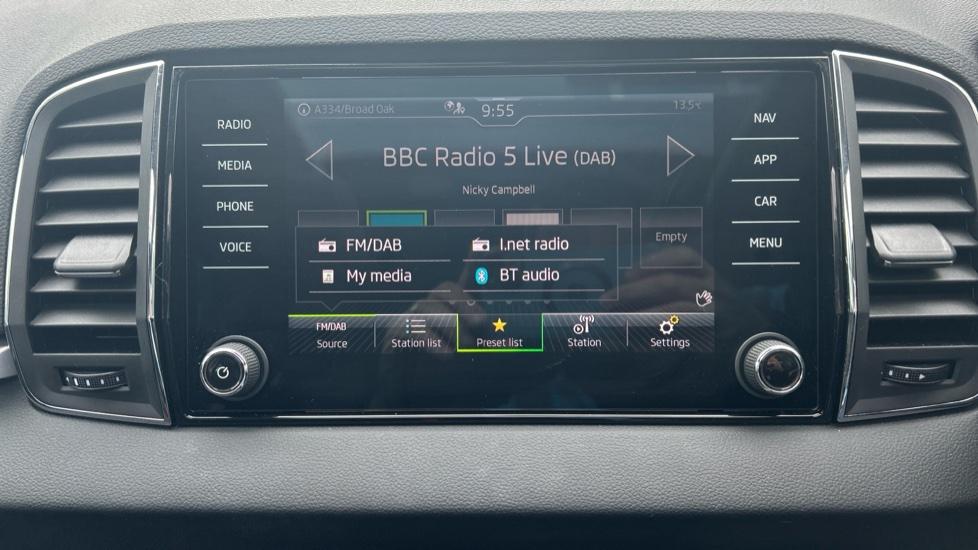 RADIO
MEDIA
PHONE
VOICE
A334/Broad Oak 9:55 13.5°C
BBC Radio 5 Live (DAB)
Nicky Campbell
Empty
FM/DAB I.net radio
My media BT audio
FM/DAB
Source Station list Preset list Station Settings
NAV
APP
CAR
MENU